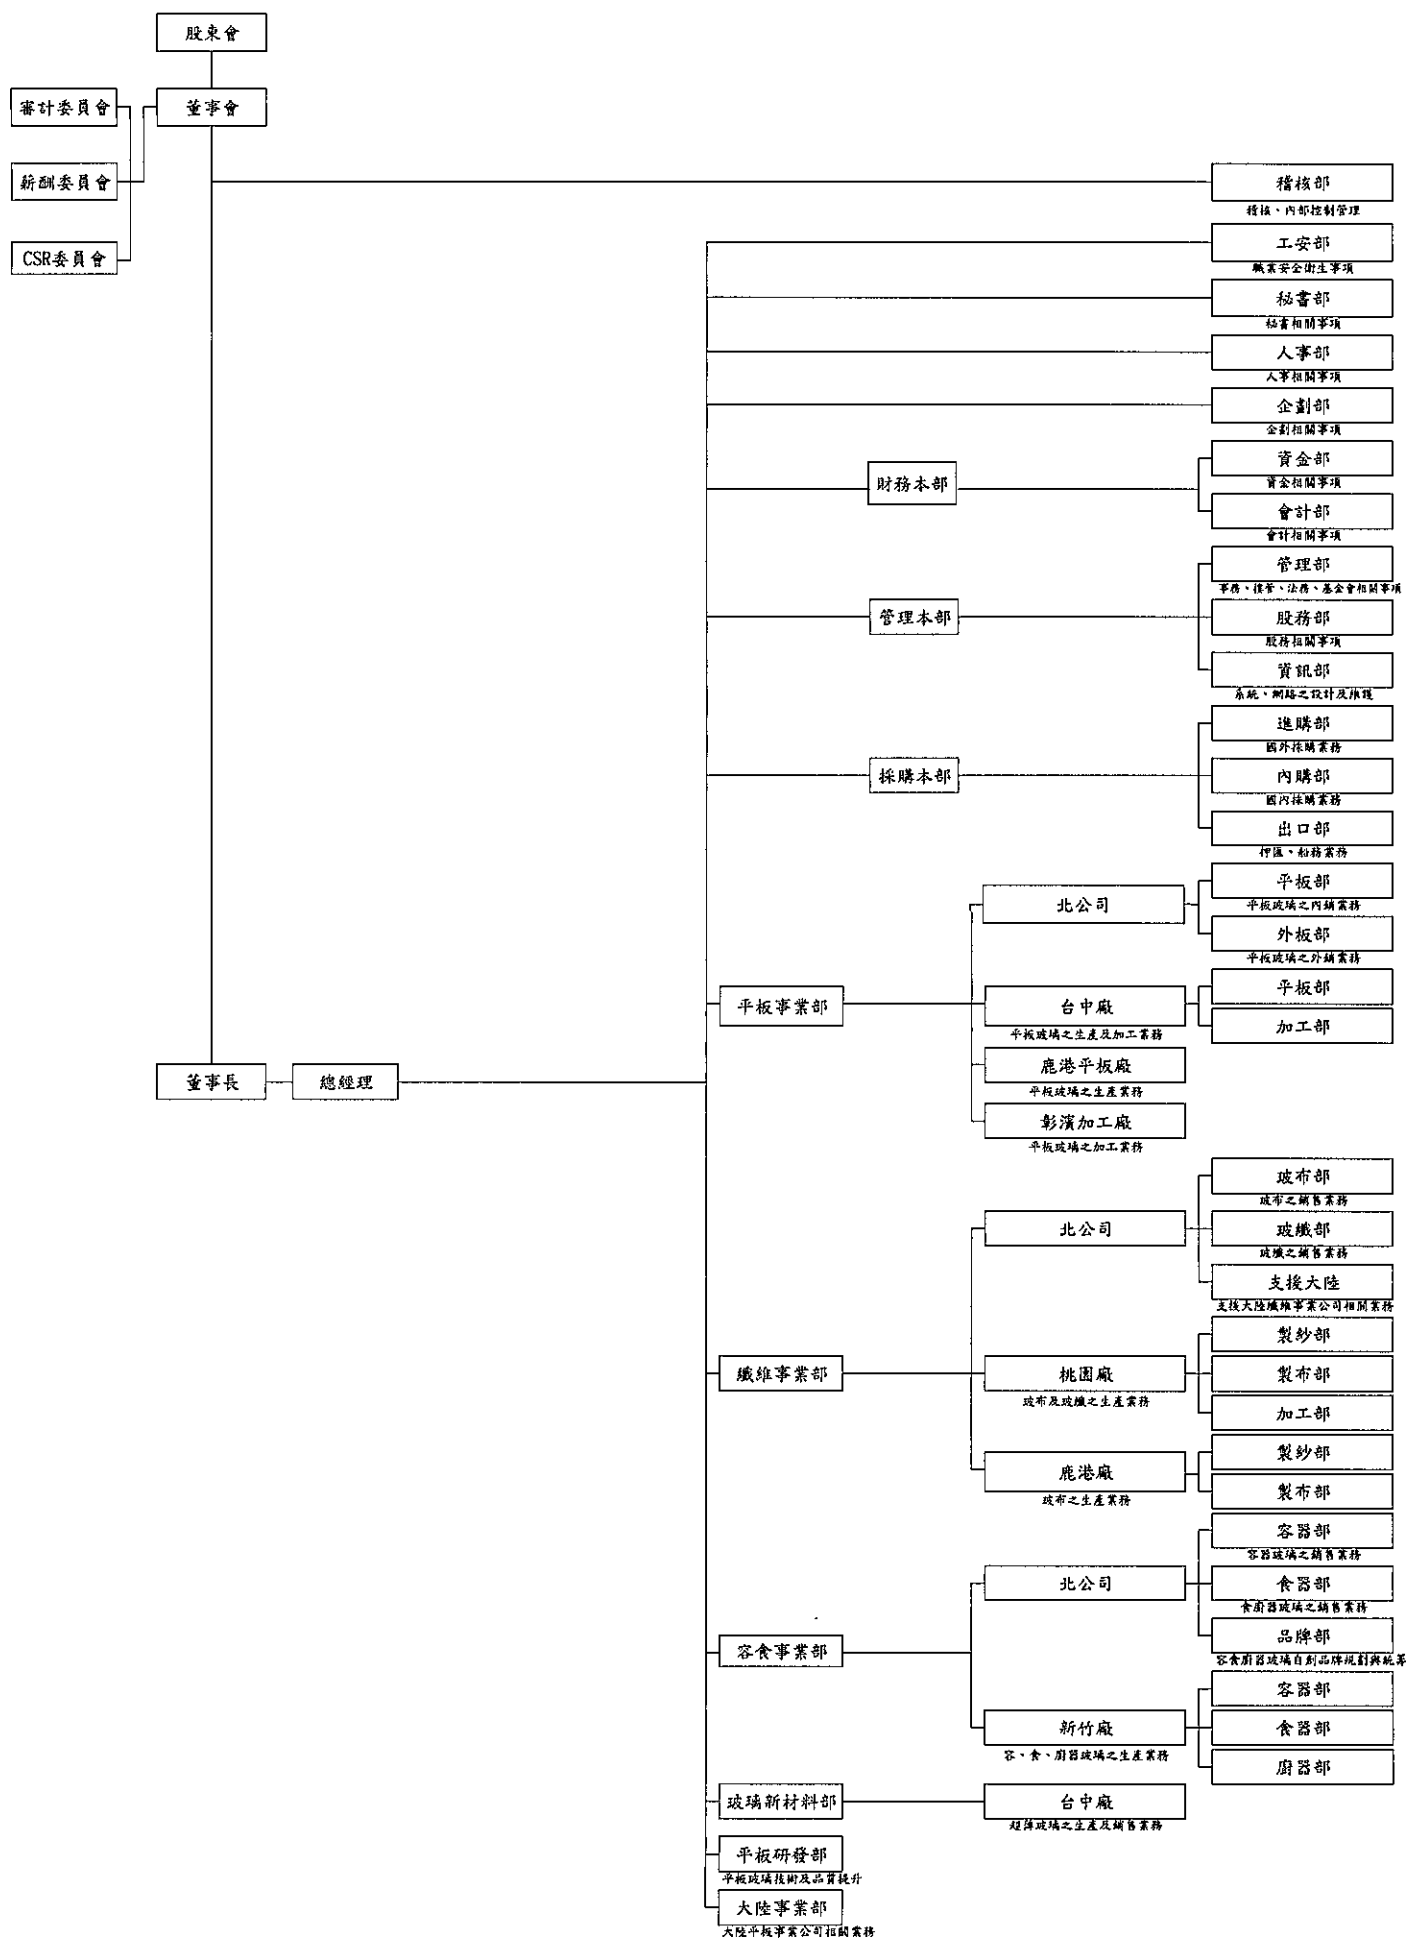 股東會
審計委員會
董事會
薪酬委員會
稽核部
稽核、內部控制管理
CSR委員會
工安部
職業安全衛生事項
秘書部
秘書相關事項
人事部
人事相關事項
企劃部
企劃相關事項
財務本部
資金部
資金相關事項
會計部
會計相關事項
管理本部
管理部
事務、接管、法務、基金會相關事項
股務部
股務相關事項
資訊部
系統、網路之設計及維護
採購本部
進購部
國外採購業務
內購部
國內採購業務
出口部
押匯、船務業務
平板事業部
北公司
平板部
平板玻璃之內銷業務
外板部
平板玻璃之外銷業務
台中廠
平板玻璃之生產及加工業務
平板部
加工部
鹿港平板廠
平板玻璃之生產業務
彰濱加工廠
平板玻璃之加工業務
董事長
總經理
纖維事業部
北公司
玻布部
玻布之銷售業務
玻纖部
玻纖之銷售業務
支援大陸
支援大陸纖維事業公司相關業務
桃園廠
玻布及玻纖之生產業務
製紗部
製布部
加工部
鹿港廠
玻布之生產業務
製紗部
製布部
容食事業部
北公司
容器部
容器玻璃之銷售業務
食器部
食廚器玻璃之銷售業務
品牌部
容食廚器玻璃自創品牌規劃與統籌
新竹廠
容、食、廚器玻璃之生產業務
容器部
食器部
廚器部
玻璃新材料部
台中廠
超薄玻璃之生產及銷售業務
平板研發部
平板玻璃技術及品質提升
大陸事業部
大陸平板事業公司相關業務